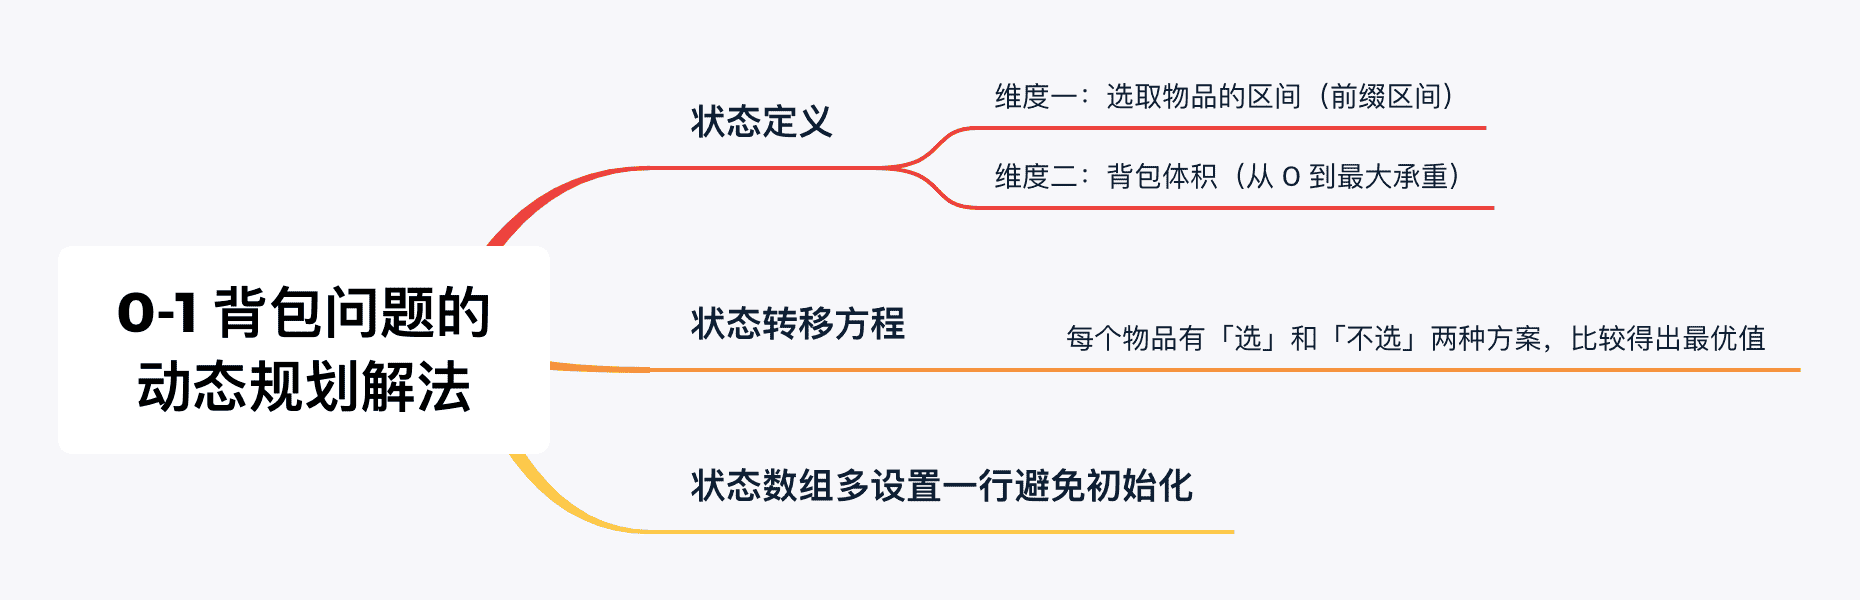 0-1 背包问题的
动态规划解法
状态定义
维度一：选取物品的区间（前缀区间）
维度二：背包体积（从 0 到最大承重）
状态转移方程
每个物品有「选」和「不选」两种方案，比较得出最优值
状态数组多设置一行避免初始化